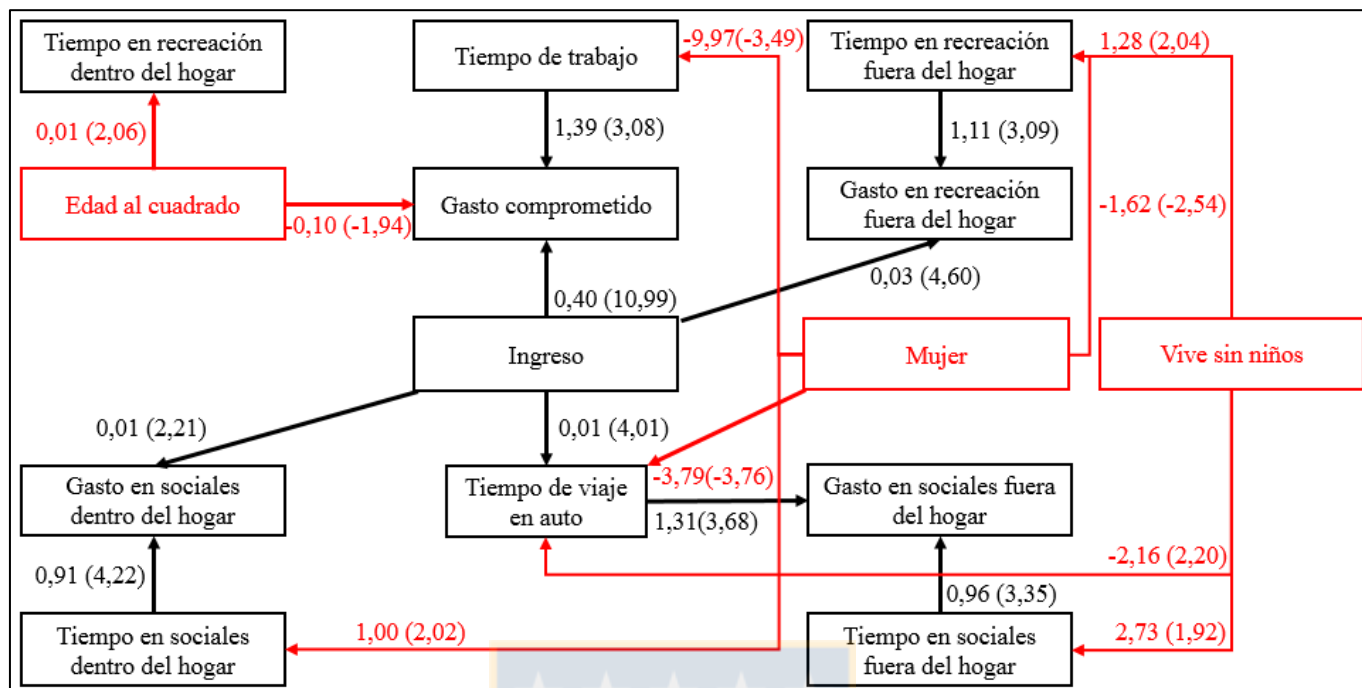 Tiempo en recreación
dentro del hogar
Tiempo de trabajo
-9,97(-3,49)
Tiempo en recreación
fuera del hogar
1,28 (2,04)
0,01 (2,06)
1,39 (3,08)
1,11 (3,09)
Edad al cuadrado
-0,10 (-1,94)
Gasto comprometido
Gasto en recreación
fuera del hogar
-1,62 (-2,54)
0,40 (10,99)
0,03 (4,60)
Ingreso
Mujer
Vive sin niños
0,01 (2,21)
0,01 (4,01)
Gasto en sociales
dentro del hogar
Tiempo de viaje
en auto
-3,79(-3,76)
1,31(3,68)
Gasto en sociales fuera
del hogar
-2,16 (2,20)
0,91 (4,22)
0,96 (3,35)
Tiempo en sociales
dentro del hogar
1,00 (2,02)
Tiempo en sociales
fuera del hogar
2,73 (1,92)